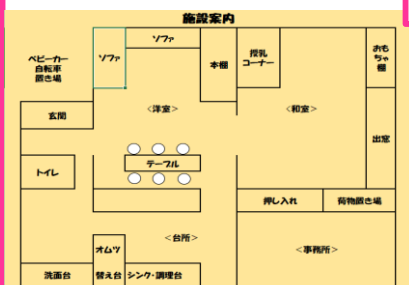 施設案内
ベビーカー
自転車
置き場
ソファ
ソファ
本棚
授乳
コーナー
おもちゃ棚
玄関
<洋室>
<和室>
出窓
トイレ
テーブル
押し入れ
荷物置き場
<台所>
<事務所>
オムツ
替え台
洗面台
シンク・調理台